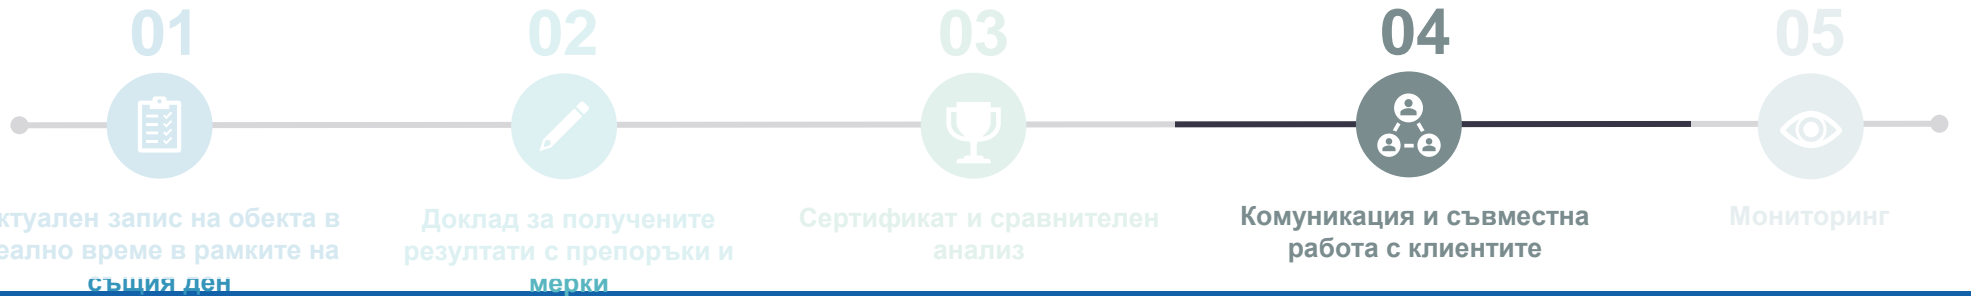 01
02
03
04
05
ктуален запис на обекта в
еално време в рамките на
същия ден
Доклад за получените
резултати с препоръки и
мерки
Сертификат и сравнителен
анализ
Комуникация и съвместна
работа с клиентите
Мониторинг